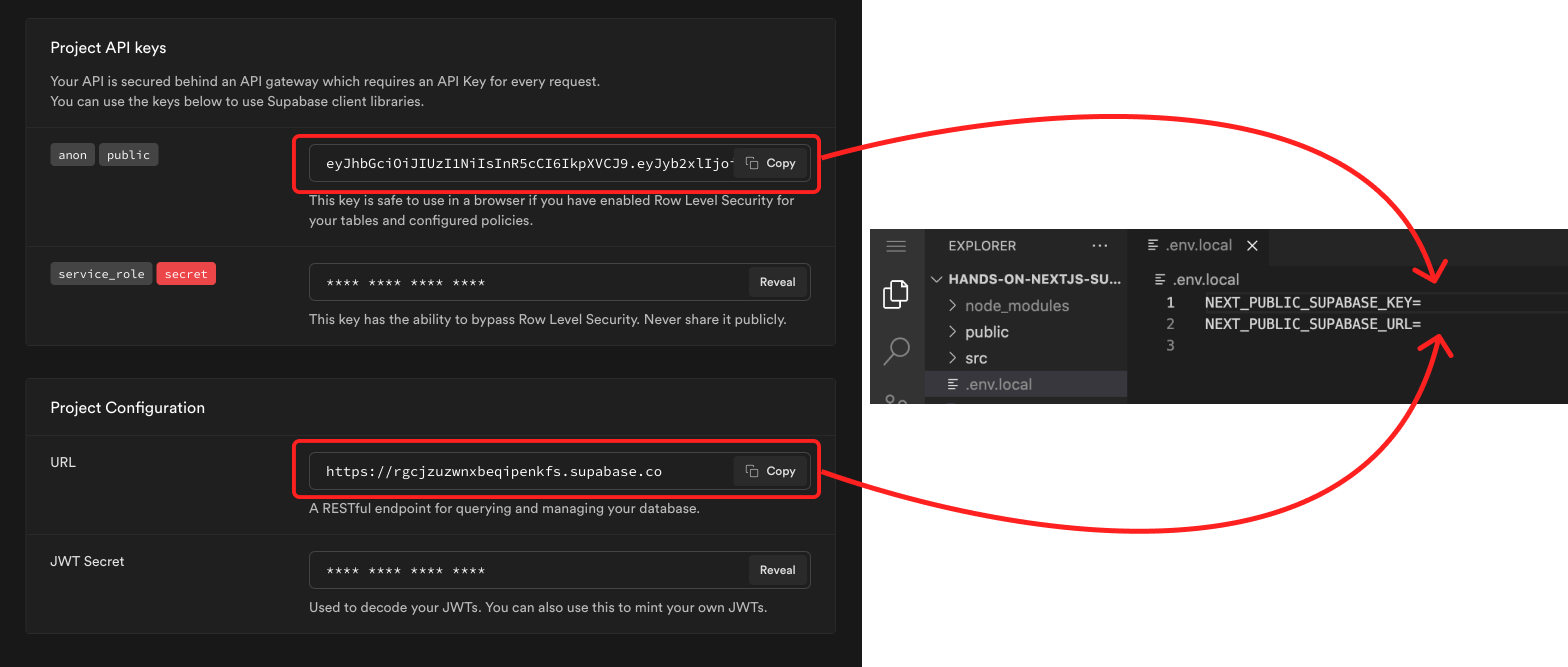 Project API keys
Your API is secured behind an API gateway which requires an API Key for every request.
You can use the keys below to use Supabase client libraries.
anon public
eyJhbGciOiJIUzI1NiIsInR5cCI6IkpXVCJ9.eyJyb2xlIjoi Copy
This key is safe to use in a browser if you have enabled Row Level Security for
your tables and configured policies.
service_role secret
**** **** **** **** Reveal
This key has the ability to bypass Row Level Security. Never share it publicly.
Project Configuration
URL
https://rgcjzuzwnxbeqipenkfs.supabase.co Copy
A RESTful endpoint for querying and managing your database.
JWT Secret
**** **** **** **** Reveal
Used to decode your JWTs. You can also use this to mint your own JWTs.
EXPLORER ···
HANDS-ON-NEXTJS-SU...
node_modules
public
src
.env.local
.env.local
.env.local
1 NEXT_PUBLIC_SUPABASE_KEY=
2 NEXT_PUBLIC_SUPABASE_URL=
3